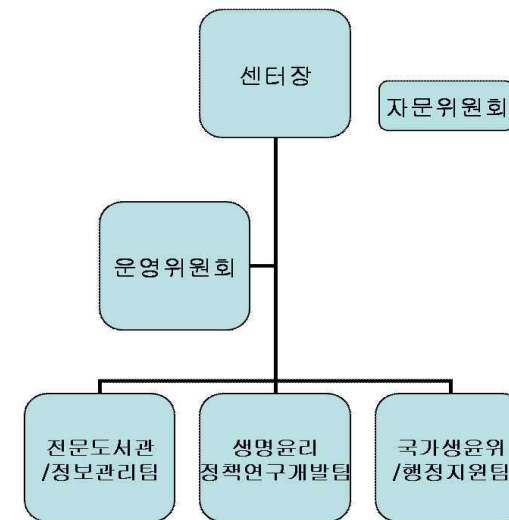 센터장
자문위원회
운영위원회
전문도서관
/정보관리팀
생명윤리
정책연구개발팀
국가생윤위
/행정지원팀